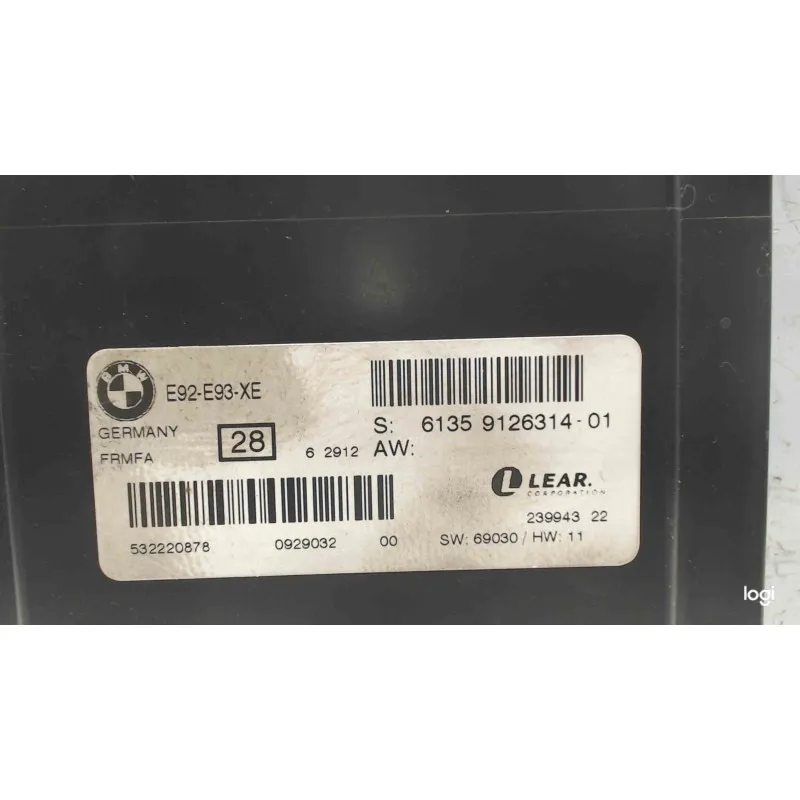 BMW
E92-E93-XE
GERMANY
FRMFA
28
6 2912
S: 6135 9126314-01
AW:
LEAR.
CORPORATION
532220878 0929032 00
239943 22
SW: 69030 / HW: 11
logi